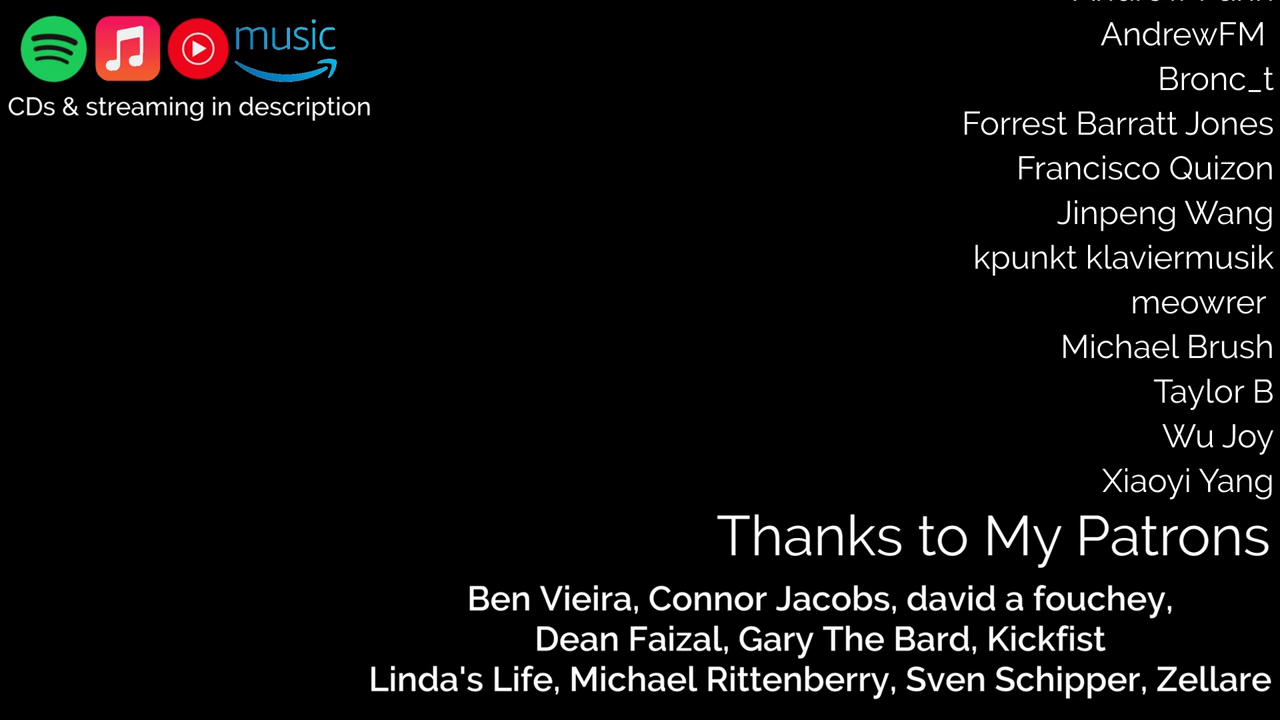 music
CDs & streaming in description
AndrewFM
Bronc_t
Forrest Barratt Jones
Francisco Quizon
Jinpeng Wang
kpunkt klaviermusik
meowrer
Michael Brush
Taylor B
Wu Joy
Xiaoyi Yang
Thanks to My Patrons
Ben Vieira, Connor Jacobs, david a fouchey,
Dean Faizal, Gary The Bard, Kickfist
Linda's Life, Michael Rittenberry, Sven Schipper, Zellare